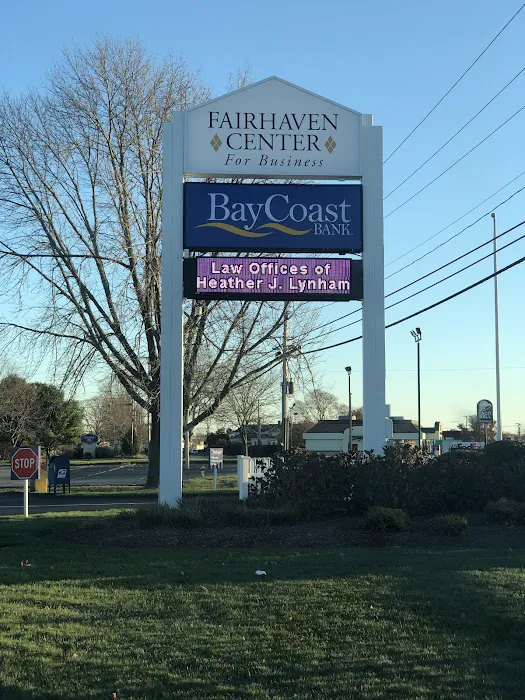 FAIRHAVEN
CENTER
For Business
BayCoast
BANK
Law Offices of
Heather J. Lynham
STOP